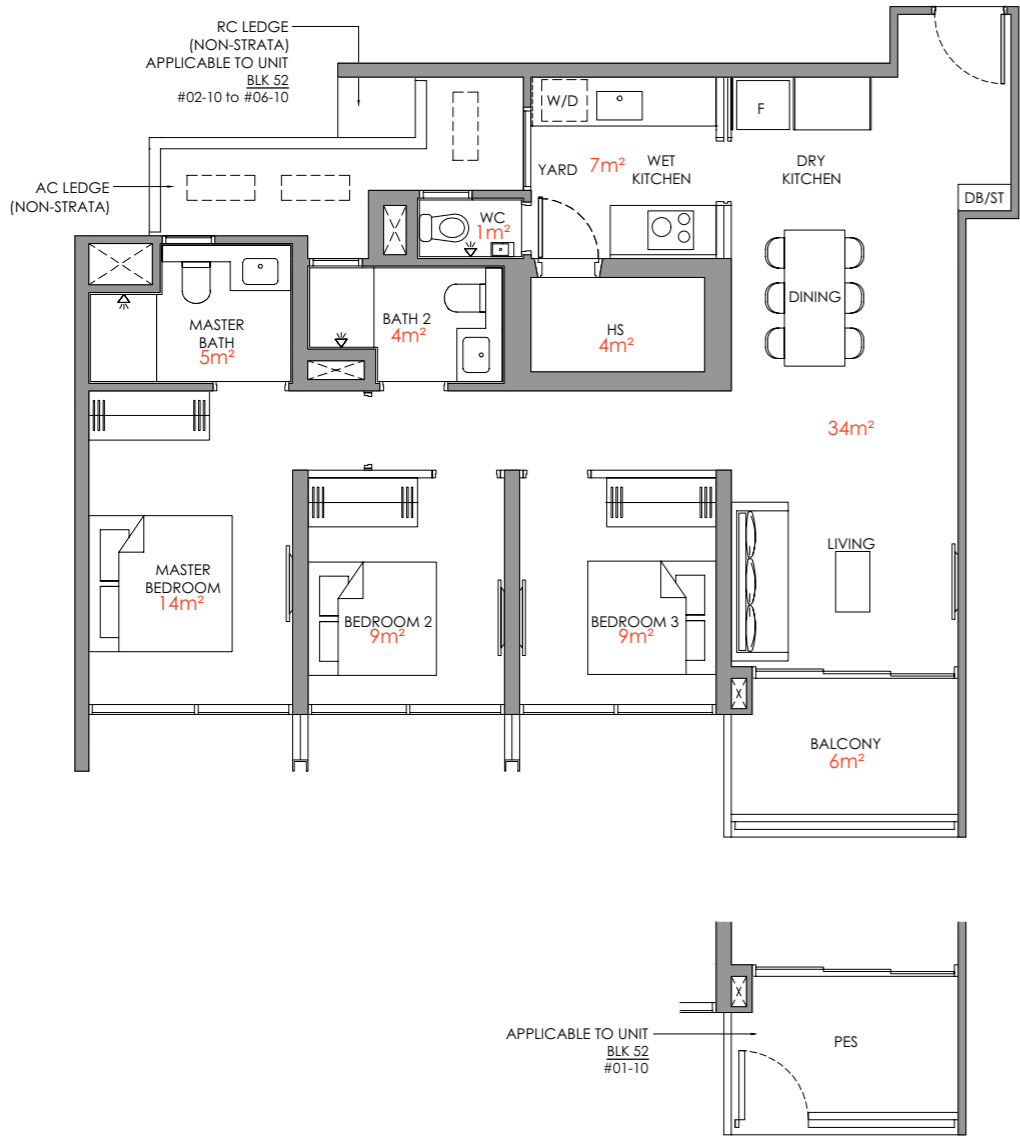 RC LEDGE
(NON-STRATA)
APPLICABLE TO UNIT
BLK 52
#02-10 to #06-10
AC LEDGE
(NON-STRATA)
W/D
F
YARD
7m²
WET
KITCHEN
DRY
KITCHEN
DB/ST
WC
1m²
MASTER
BATH
5m²
BATH 2
4m²
HS
4m²
DINING
34m²
LIVING
MASTER
BEDROOM
14m²
BEDROOM 2
9m²
BEDROOM 3
9m²
BALCONY
6m²
APPLICABLE TO UNIT
BLK 52
#01-10
PES